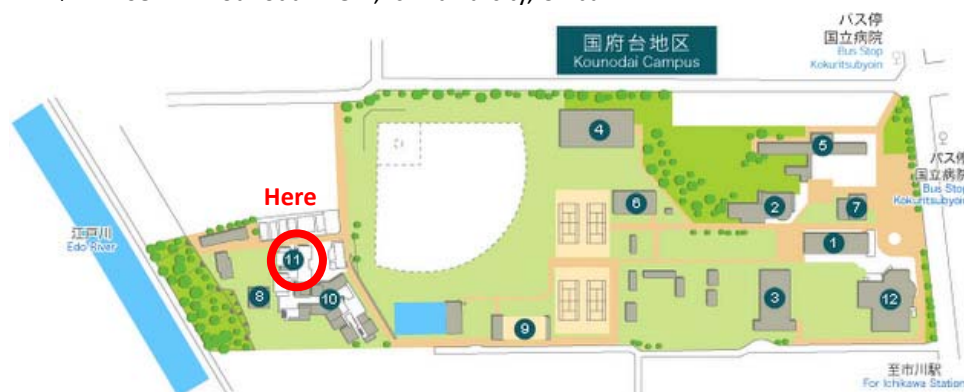 国府台地区
Kounodai Campus
バス停
国立病院
Bus Stop
Kokuritsubyoin
バス停
国立病院
Bus Stop
Kokuritsubyoin
Here
江戸川
Edo River
4
5
6
2
7
1
11
8
10
3
12
9
至市川駅
For Ichikawa Station